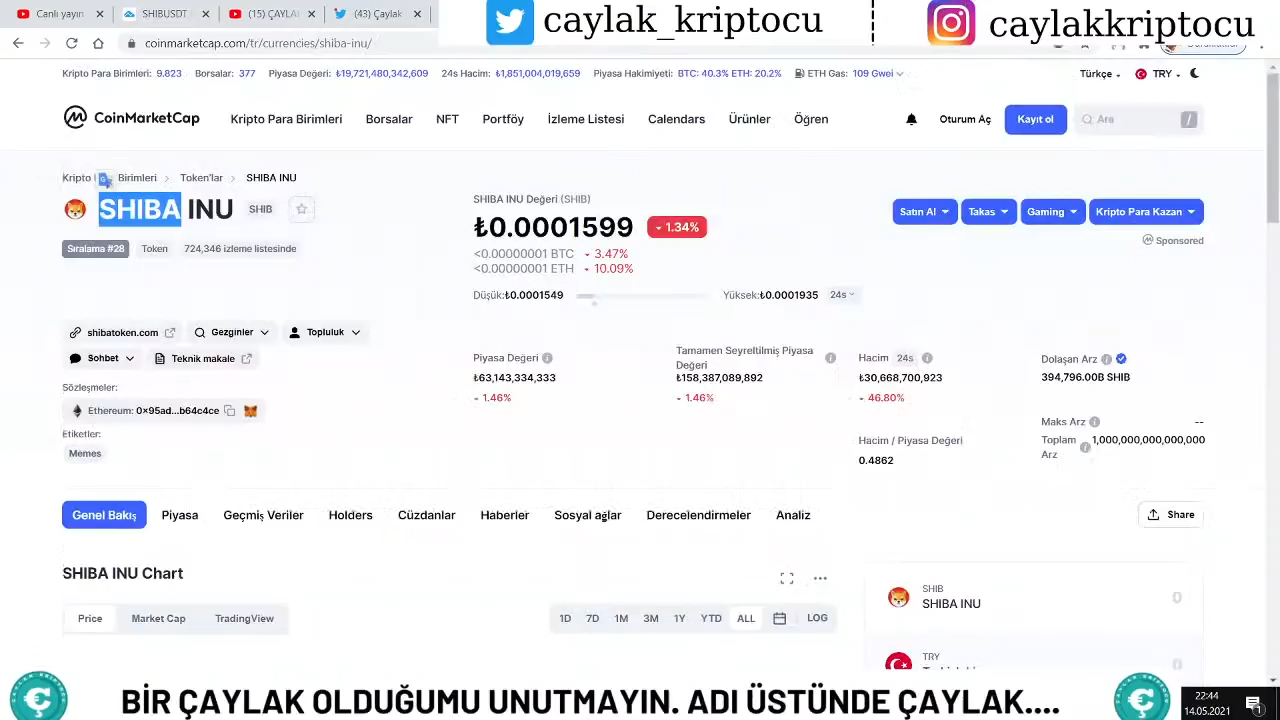 Canlı yayın
SHIBUSDT
CANLI YAYI
(43) Çaylak
caylak_kriptocu
caylakkriptocu
coinmarketcap.com
rencies/shiba-inu/
Kripto Para Birimleri: 9.823 Borsalar: 377 Piyasa Değeri: ₺19,721,480,342,609 24s Hacim: ₺1,851,004,019,659 Piyasa Hakimiyeti: BTC: 40.3% ETH: 20.2% ETH Gas: 109 Gwei Türkçe TRY
CoinMarketCap Kripto Para Birimleri Borsalar NFT Portföy İzleme Listesi Calendars Ürünler Öğren Oturum Aç Kayıt ol Ara /
Kripto Birimleri > Token'lar > SHIBA INU
SHIBA INU SHIB
Sıralama #28 Token 724,346 izleme listesinde
SHIBA INU Değeri (SHIB)
₺0.0001599 1.34%
<0.00000001 BTC 3.47%
<0.00000001 ETH 10.09%
Düşük:₺0.0001549 Yüksek:₺0.0001935 24s
Satın Al Takas Gaming Kripto Para Kazan
Sponsored
shibatoken.com Gezginler Topluluk
Sohbet Teknik makale
Sözleşmeler:
Ethereum: 0x95ad...bd4c4ce
Etiketler:
Memes
Piyasa Değeri
₺63,143,334,333
1.46%
Tamamen Seyreltilmiş Piyasa
Değeri
₺158,387,089,892
1.46%
Hacim 24s
₺30,668,700,923
46.80%
Hacim / Piyasa Değeri
0.4862
Dolaşan Arz
394,796.00B SHIB
Maks Arz --
Toplam 1,000,000,000,000,000
Arz
Genel Bakış Piyasa Geçmiş Veriler Holders Cüzdanlar Haberler Sosyal ağlar Derecelendirmeler Analiz Share
SHIBA INU Chart
Price Market Cap TradingView 1D 7D 1M 3M 1Y YTD ALL LOG
SHIB
SHIBA INU
0
TRY
0
BİR ÇAYLAK OLDUĞUMU UNUTMAYIN. ADI ÜSTÜNDE ÇAYLAK....
22:44
14.05.2021
1